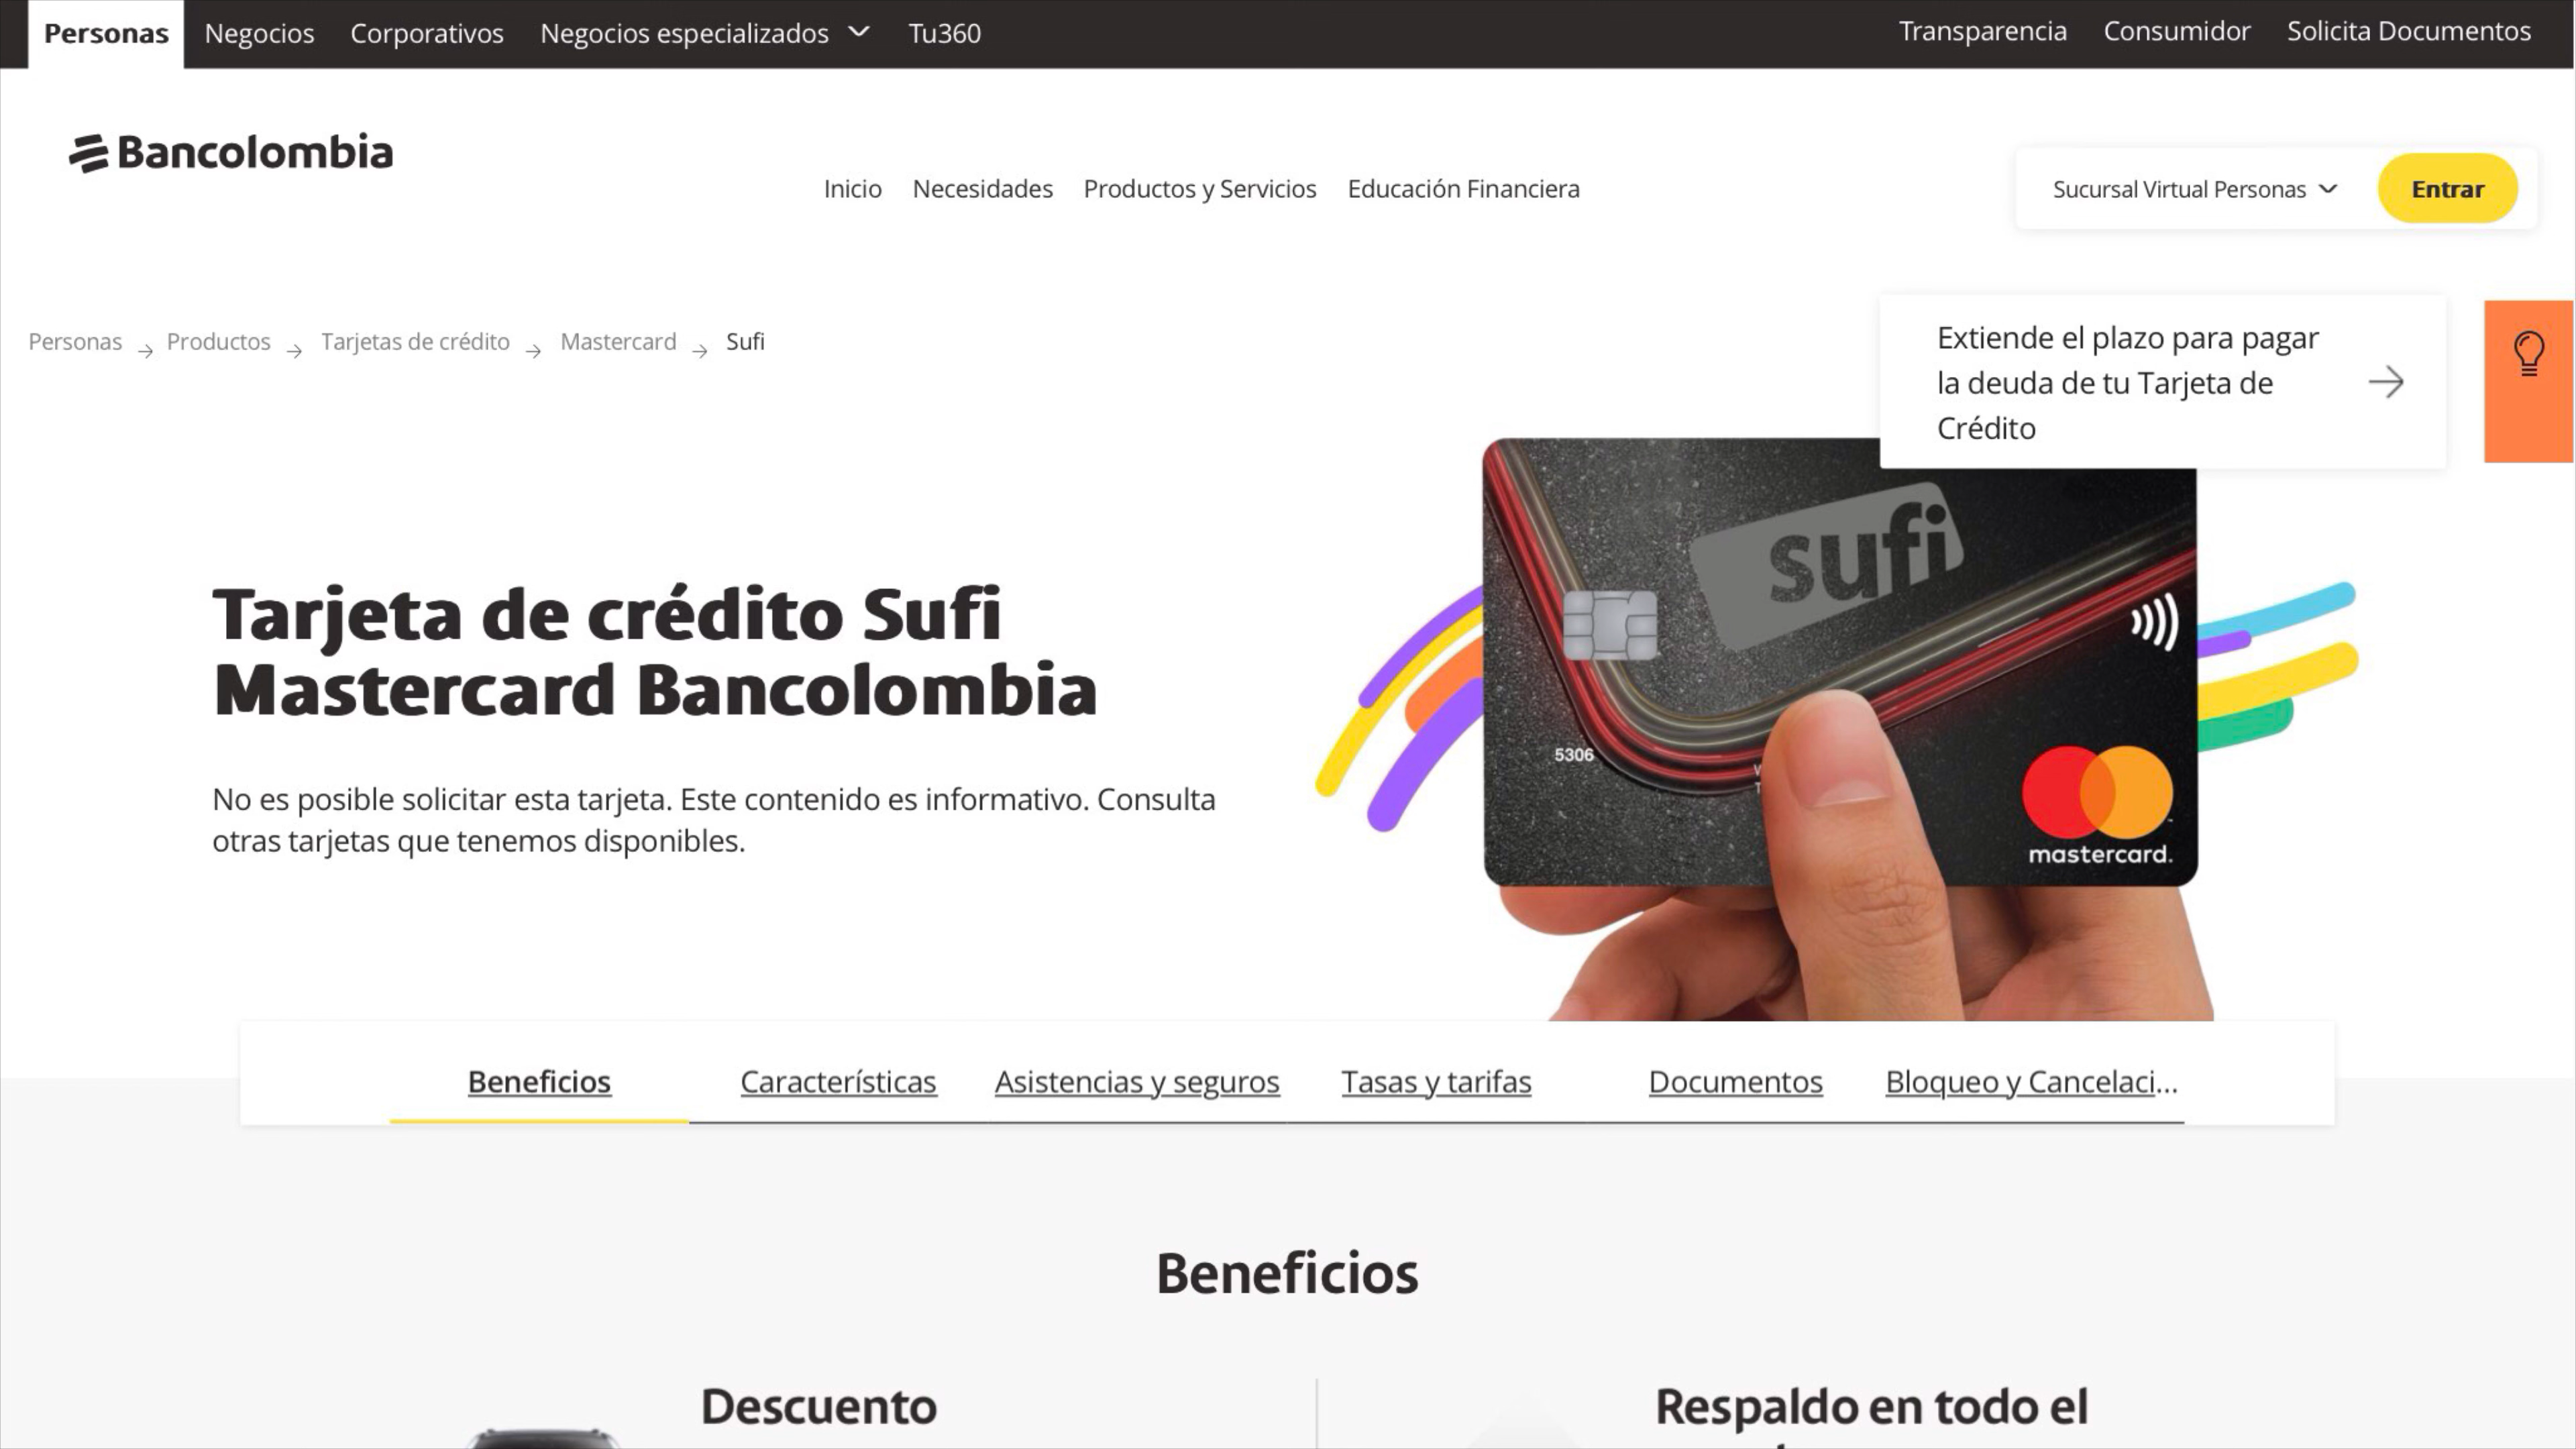 Personas Negocios Corporativos Negocios especializados Tu360 Transparencia Consumidor Solicita Documentos
Bancolombia
Inicio Necesidades Productos y Servicios Educación Financiera Sucursal Virtual Personas Entrar
Personas Productos Tarjetas de crédito Mastercard Sufi
Extiende el plazo para pagar
la deuda de tu Tarjeta de
Crédito
sufi
Tarjeta de crédito Sufi
Mastercard Bancolombia
5306
No es posible solicitar esta tarjeta. Este contenido es informativo. Consulta
otras tarjetas que tenemos disponibles.
mastercard.
Beneficios Características Asistencias y seguros Tasas y tarifas Documentos Bloqueo y Cancelaci...
Beneficios
Descuento
Respaldo en todo el